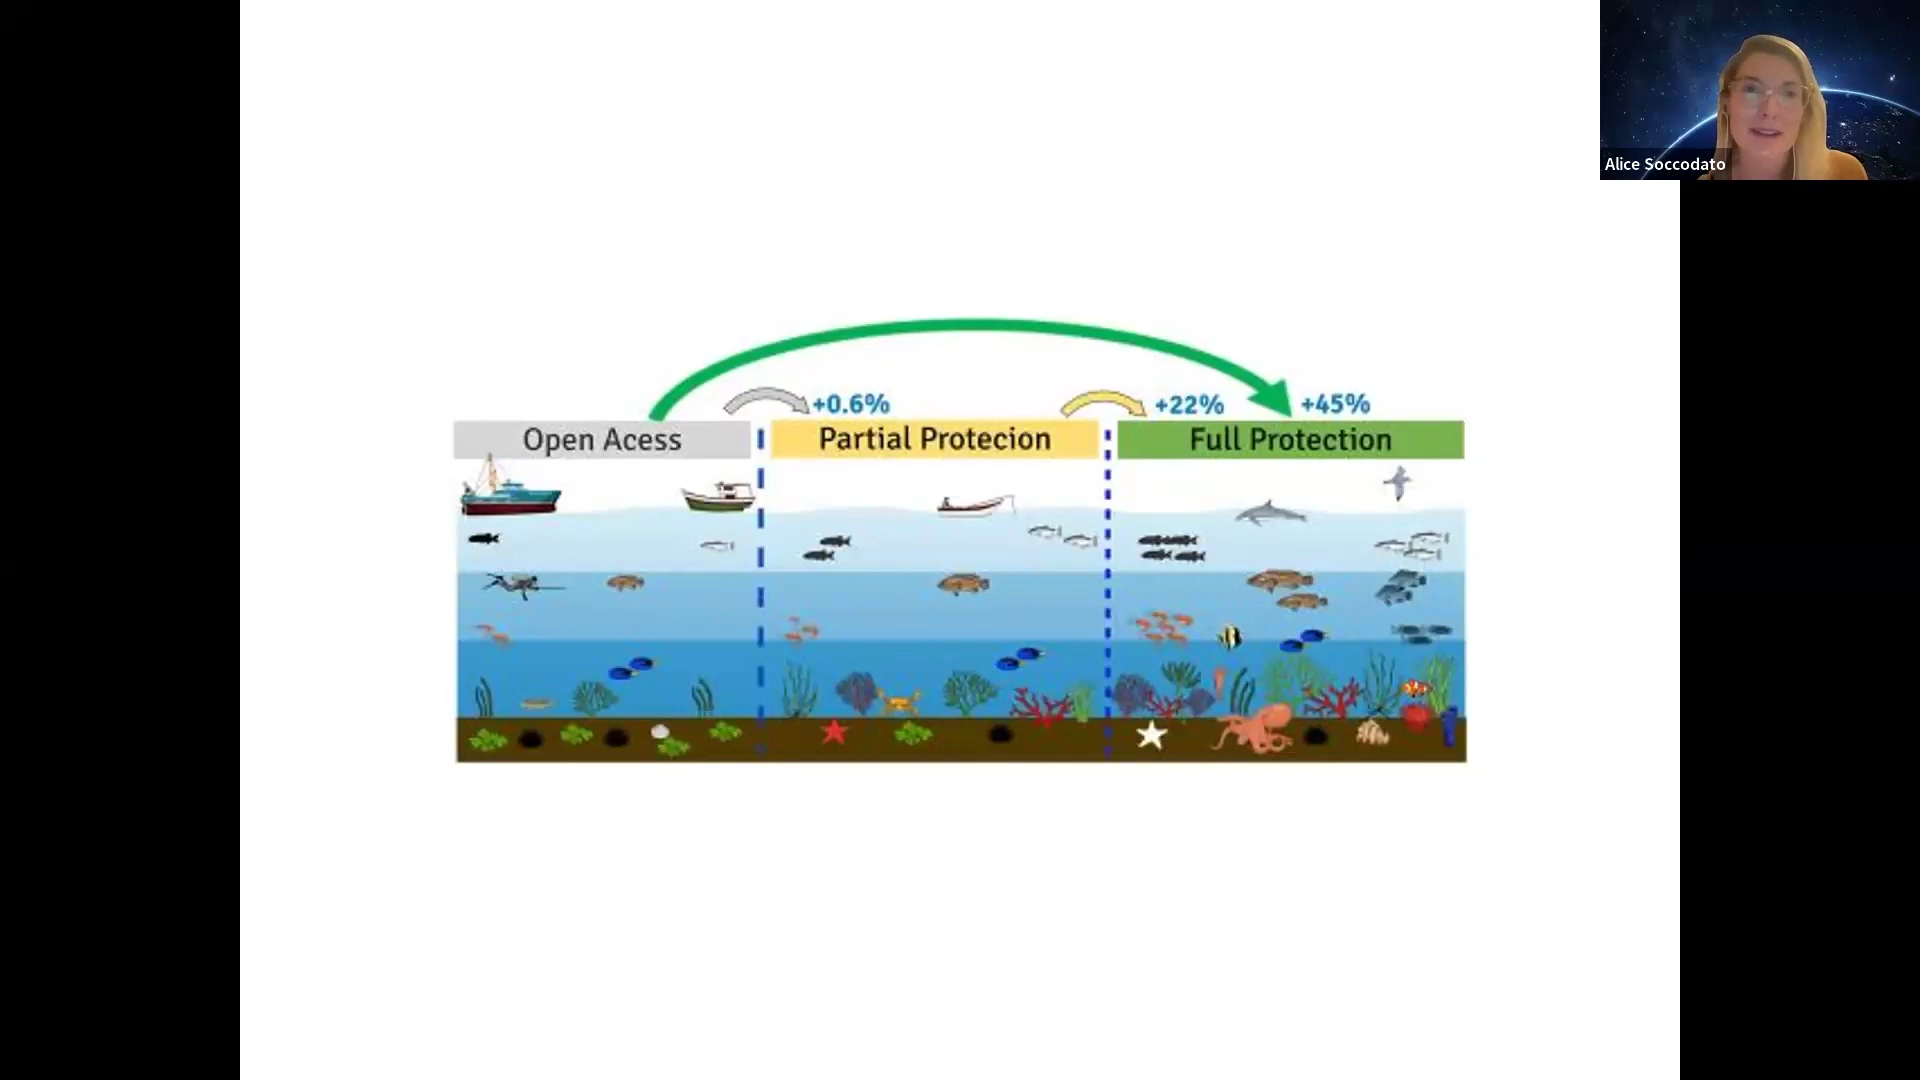 Alice Soccodato
+0.6%
+22%
+45%
Open Acess
Partial Protecion
Full Protection